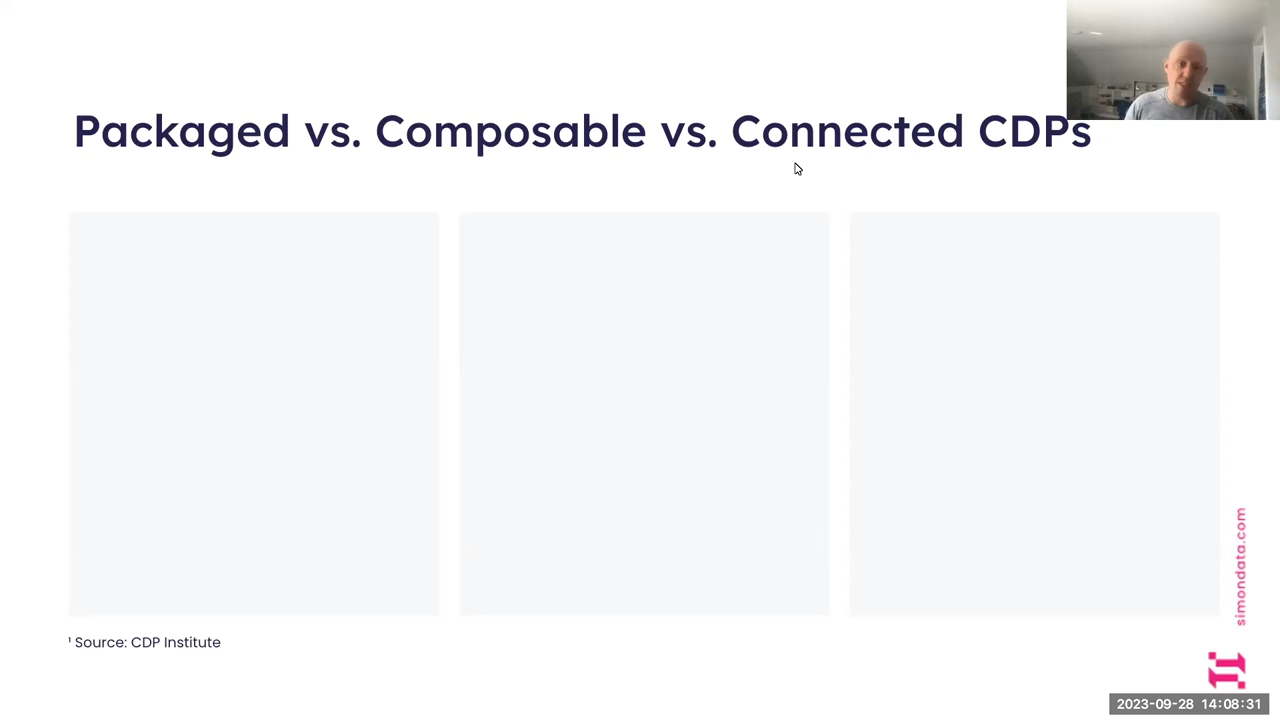 Packaged vs. Composable vs. Connected CDPs
¹ Source: CDP Institute
simondata.com
2023-09-28 14:08:31